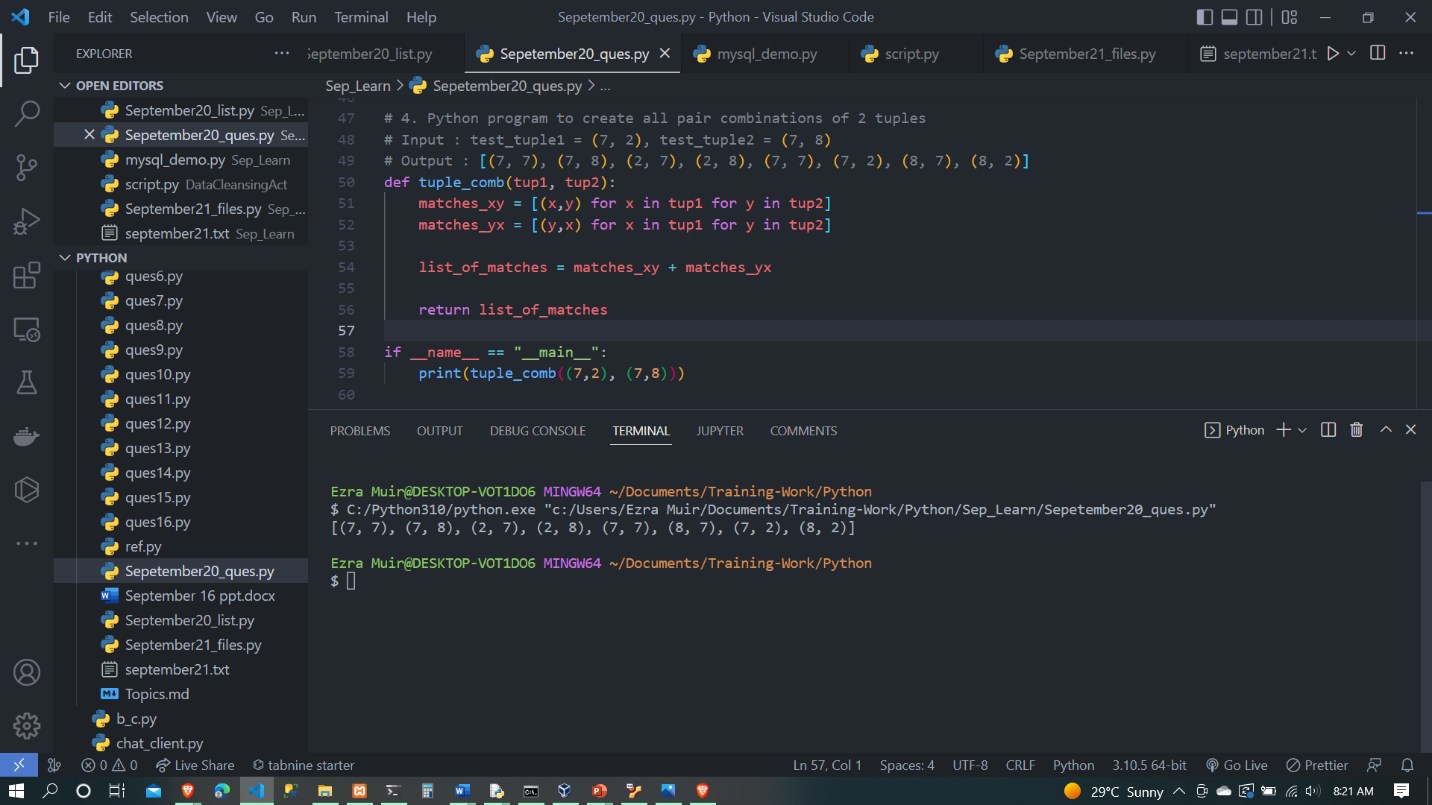 File Edit Selection View Go Run Terminal Help Sepetember20_ques.py - Python - Visual Studio Code
EXPLORER
September20_list.py Sepetember20_ques.py mysql_demo.py script.py September21_files.py september21.t
OPEN EDITORS
September20_list.py Sep_L...
Sepetember20_ques.py Se...
mysql_demo.py Sep_Learn
script.py DataCleansingAct
September21_files.py Sep_...
september21.txt Sep_Learn
PYTHON
ques6.py
ques7.py
ques8.py
ques9.py
ques10.py
ques11.py
ques12.py
ques13.py
ques14.py
ques15.py
ques16.py
ref.py
Sepetember20_ques.py
September 16 ppt.docx
September20_list.py
September21_files.py
september21.txt
Topics.md
b_c.py
chat_client.py
Sep_Learn > Sepetember20_ques.py > ...
46
47 # 4. Python program to create all pair combinations of 2 tuples
48 # Input : test_tuple1 = (7, 2), test_tuple2 = (7, 8)
49 # Output : [(7, 7), (7, 8), (2, 7), (2, 8), (7, 7), (7, 2), (8, 7), (8, 2)]
50 def tuple_comb(tup1, tup2):
51 matches_xy = [(x,y) for x in tup1 for y in tup2]
52 matches_yx = [(y,x) for x in tup1 for y in tup2]
53
54 list_of_matches = matches_xy + matches_yx
55
56 return list_of_matches
57
58 if __name__ == "__main__":
59 print(tuple_comb((7,2), (7,8)))
60
PROBLEMS OUTPUT DEBUG CONSOLE TERMINAL JUPYTER COMMENTS Python
Ezra Muir@DESKTOP-VOT1DO6 MINGW64 ~/Documents/Training-Work/Python
$ C:/Python310/python.exe "c:/Users/Ezra Muir/Documents/Training-Work/Python/Sep_Learn/Sepetember20_ques.py"
[(7, 7), (7, 8), (2, 7), (2, 8), (7, 7), (8, 7), (7, 2), (8, 2)]
Ezra Muir@DESKTOP-VOT1DO6 MINGW64 ~/Documents/Training-Work/Python
$
0 0 Live Share tabnine starter Ln 57, Col 1 Spaces: 4 UTF-8 CRLF Python 3.10.5 64-bit Go Live Prettier
29°C Sunny 8:21 AM